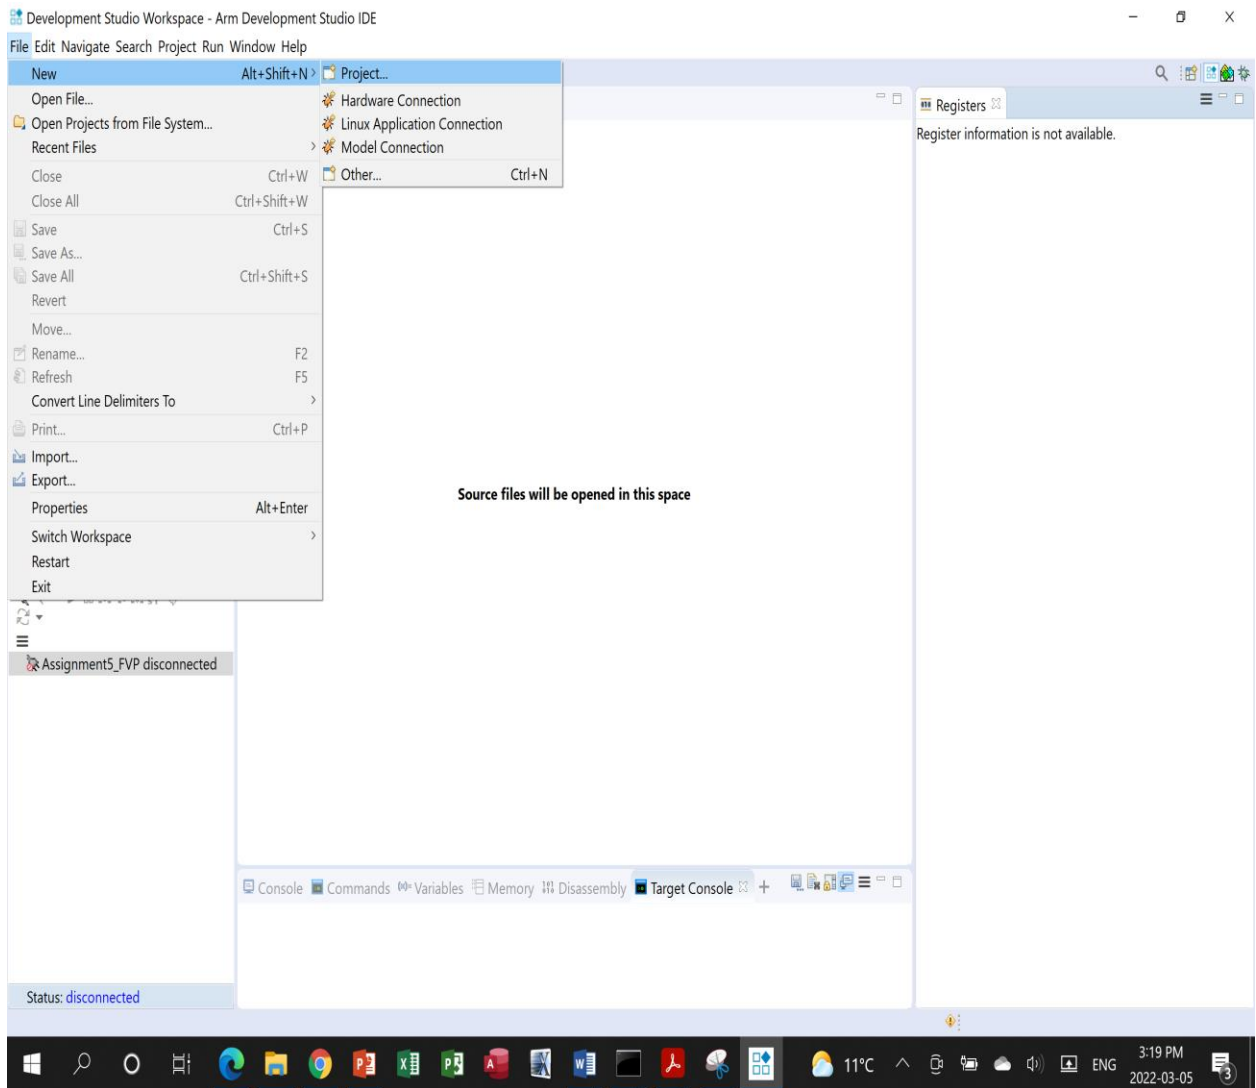 Development Studio Workspace - Arm Development Studio IDE
File Edit Navigate Search Project Run Window Help
New Alt+Shift+N
Open File...
Open Projects from File System...
Recent Files
Close Ctrl+W
Close All Ctrl+Shift+W
Save Ctrl+S
Save As...
Save All Ctrl+Shift+S
Revert
Move...
Rename... F2
Refresh F5
Convert Line Delimiters To
Print... Ctrl+P
Import...
Export...
Properties Alt+Enter
Switch Workspace
Restart
Exit
Project...
Hardware Connection
Linux Application Connection
Model Connection
Other... Ctrl+N
Registers
Register information is not available.
Source files will be opened in this space
Assignment5_FVP disconnected
Console Commands Variables Memory Disassembly Target Console
Status: disconnected
11°C ENG 3:19 PM
2022-03-05
3